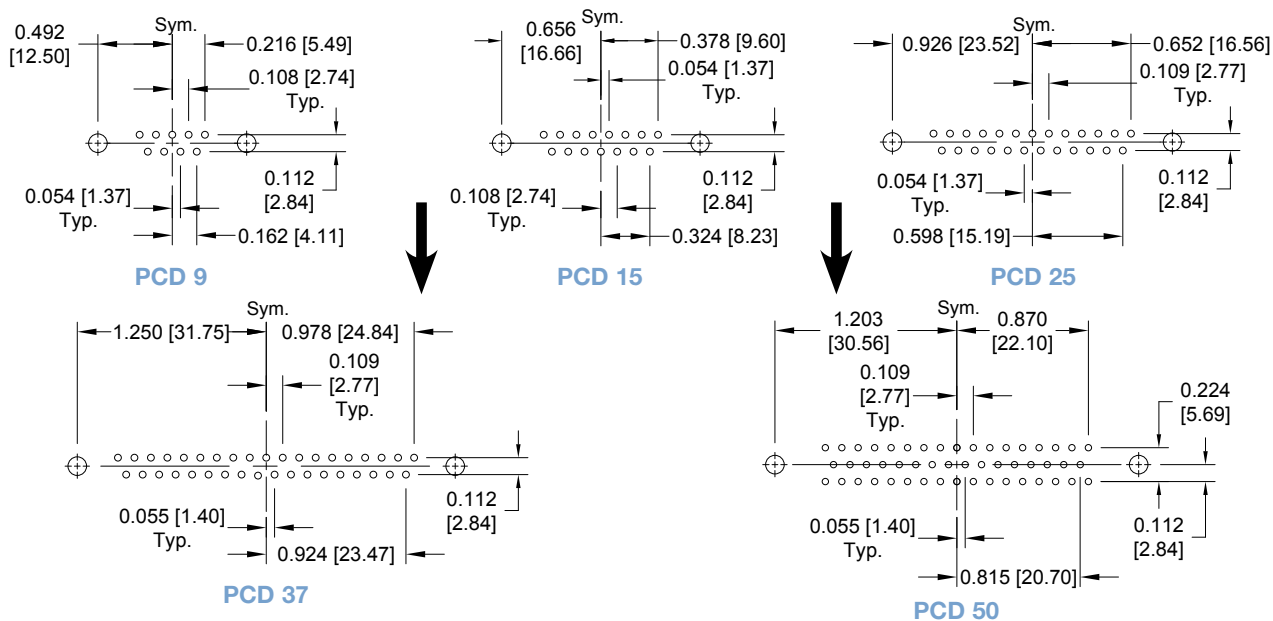 Sym.
0.492
[12.50]
0.216 [5.49]
0.108 [2.74]
Typ.
0.112
[2.84]
0.054 [1.37]
Typ.
0.162 [4.11]
PCD 9
Sym.
0.656
[16.66]
0.378 [9.60]
0.054 [1.37]
Typ.
0.112
[2.84]
0.108 [2.74]
Typ.
0.324 [8.23]
PCD 15
Sym.
0.926 [23.52]
0.652 [16.56]
0.109 [2.77]
Typ.
0.054 [1.37]
Typ.
0.112
[2.84]
0.598 [15.19]
PCD 25
Sym.
1.250 [31.75]
0.978 [24.84]
0.109
[2.77]
Typ.
0.112
[2.84]
0.055 [1.40]
Typ.
0.924 [23.47]
PCD 37
Sym.
1.203
[30.56]
0.870
[22.10]
0.109
[2.77]
Typ.
0.224
[5.69]
0.055 [1.40]
Typ.
0.112
[2.84]
0.815 [20.70]
PCD 50